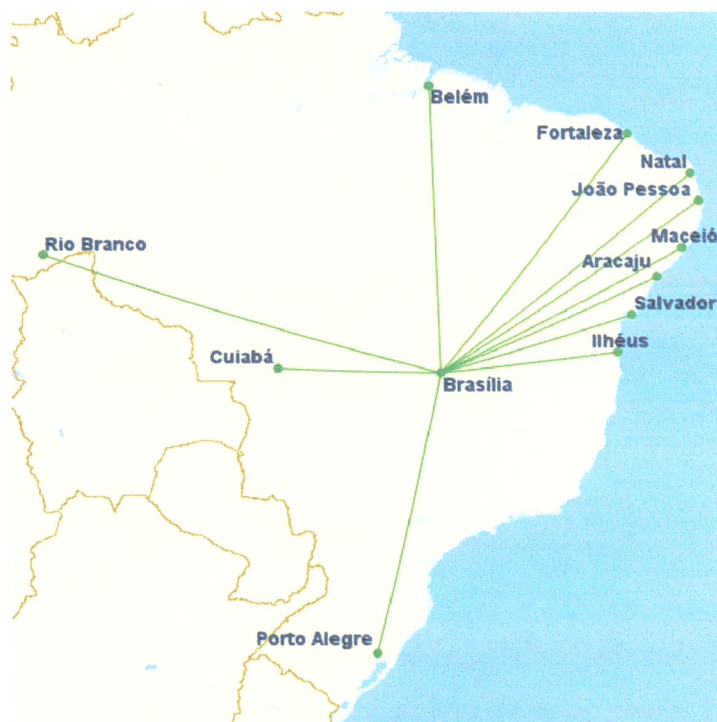 Belém
Fortaleza
Natal
João Pessoa
Rio Branco
Maceió
Aracaju
Salvador
Ilhéus
Cuiabá
Brasília
Porto Alegre